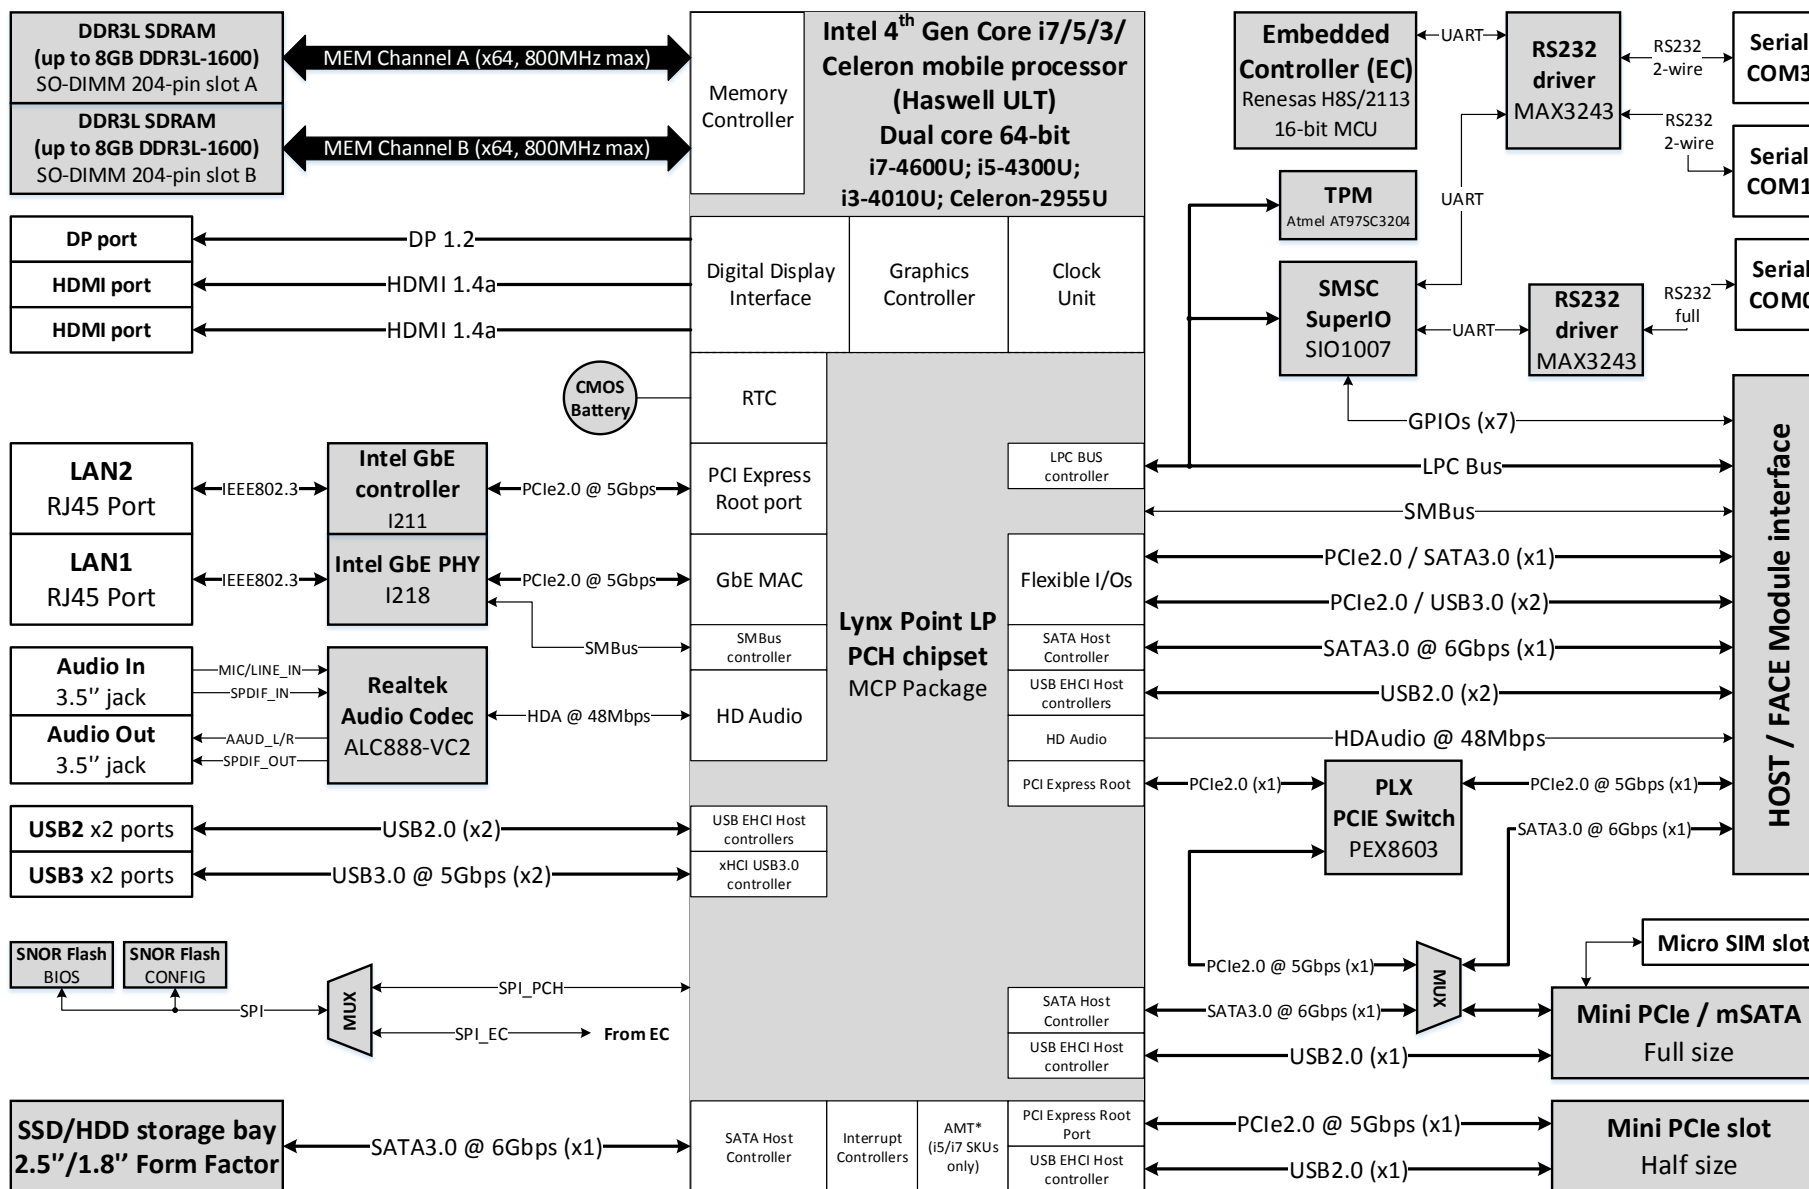 DDR3L SDRAM
(up to 8GB DDR3L-1600)
SO-DIMM 204-pin slot A
DDR3L SDRAM
(up to 8GB DDR3L-1600)
SO-DIMM 204-pin slot B
MEM Channel A (x64, 800MHz max)
MEM Channel B (x64, 800MHz max)
Memory
Controller
Intel 4th Gen Core i7/5/3/
Celeron mobile processor
(Haswell ULT)
Dual core 64-bit
i7-4600U; i5-4300U;
i3-4010U; Celeron-2955U
Embedded
Controller (EC)
Renesas H8S/2113
16-bit MCU
UART
RS232
driver
MAX3243
RS232
2-wire
Serial
COM3
RS232
2-wire
Serial
COM1
UART
TPM
Atmel AT97SC3204
DP port
DP 1.2
HDMI port
HDMI 1.4a
HDMI port
HDMI 1.4a
Digital Display
Interface
Graphics
Controller
Clock
Unit
SMSC
SuperIO
SIO1007
UART
RS232
driver
MAX3243
RS232
full
Serial
COM0
CMOS
Battery
RTC
GPIOs (x7)
LAN2
RJ45 Port
IEEE802.3
Intel GbE
controller
I211
PCIe2.0 @ 5Gbps
PCI Express
Root port
LPC BUS
controller
LPC Bus
SMBus
LAN1
RJ45 Port
IEEE802.3
Intel GbE PHY
I218
PCIe2.0 @ 5Gbps
GbE MAC
SMBus
SMBus
controller
Flexible I/Os
PCIe2.0 / SATA3.0 (x1)
PCIe2.0 / USB3.0 (x2)
Lynx Point LP
PCH chipset
MCP Package
SATA Host
Controller
SATA3.0 @ 6Gbps (x1)
USB EHCI Host
controllers
USB2.0 (x2)
HD Audio
HDAudio @ 48Mbps
PCI Express Root
PCIe2.0 (x1)
PLX
PCIE Switch
PEX8603
PCIe2.0 @ 5Gbps (x1)
SATA3.0 @ 6Gbps (x1)
HOST / FACE Module interface
Audio In
3.5'' jack
MIC/LINE_IN
SPDIF_IN
Audio Out
3.5'' jack
AAUD_L/R
SPDIF_OUT
Realtek
Audio Codec
ALC888-VC2
HDA @ 48Mbps
HD Audio
USB2 x2 ports
USB2.0 (x2)
USB EHCI Host
controllers
USB3 x2 ports
USB3.0 @ 5Gbps (x2)
xHCI USB3.0
controller
SNOR Flash
BIOS
SNOR Flash
CONFIG
SPI
MUX
SPI_PCH
SPI_EC
From EC
PCIe2.0 @ 5Gbps (x1)
MUX
Micro SIM slot
SATA Host
Controller
SATA3.0 @ 6Gbps (x1)
Mini PCIe / mSATA
Full size
USB EHCI Host
controller
USB2.0 (x1)
SSD/HDD storage bay
2.5''/1.8'' Form Factor
SATA3.0 @ 6Gbps (x1)
SATA Host
Controller
Interrupt
Controllers
AMT*
(i5/i7 SKUs
only)
PCI Express Root
Port
PCIe2.0 @ 5Gbps (x1)
USB EHCI Host
controller
USB2.0 (x1)
Mini PCIe slot
Half size